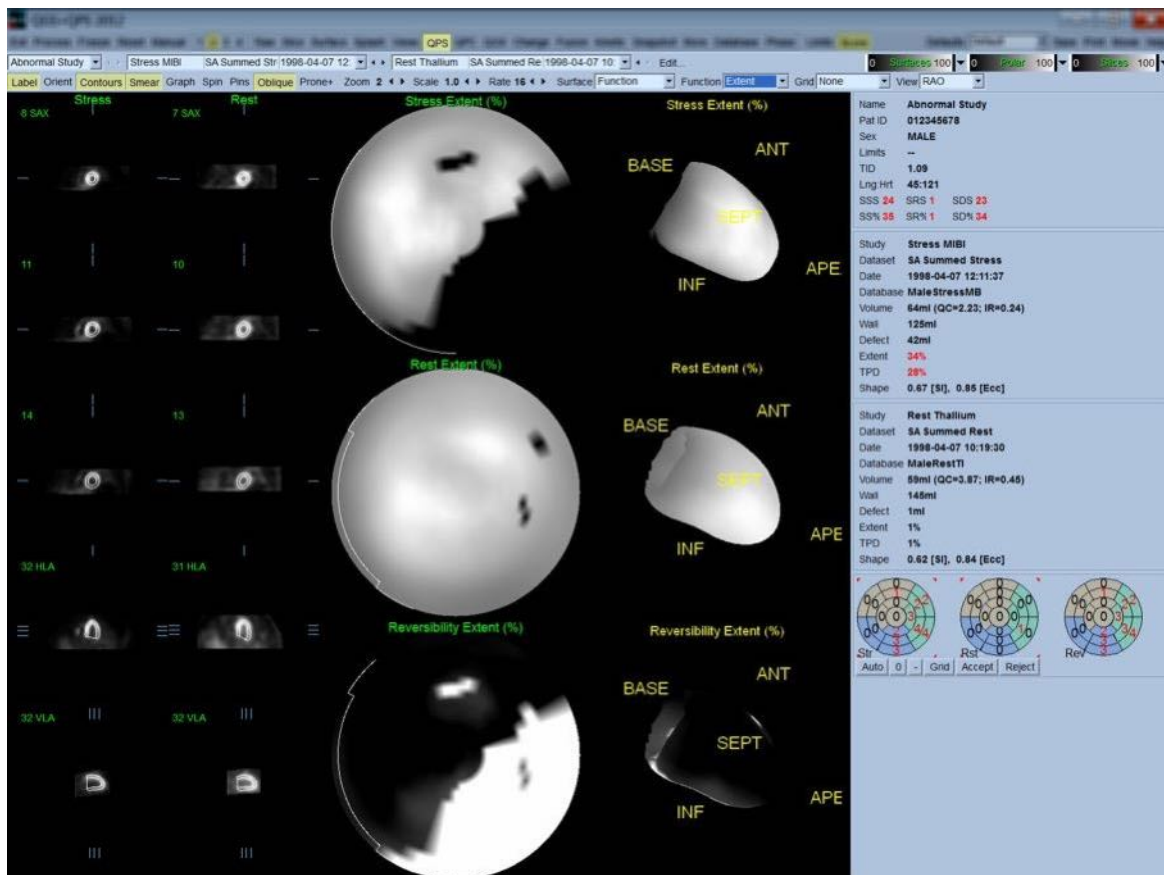 QPS
Abnormal Study Stress MIBI SA Summed Str 1998-04-07 12: Rest Thallium SA Summed Re 1998-04-07 10: Edit... 0 Surfaces 100 0 Polar 100 0 Slices 100
Label Orient Contours Smear Graph Spin Pins Oblique Prone+ Zoom 2 Scale 1.0 Rate 16 Surface Function Function Extent Grid None View RAO
Stress Rest Stress Extent (%) Stress Extent (%)
8 SAX 7 SAX
ANT
BASE
SEPT
11 10
APE
INF
Rest Extent (%) Rest Extent (%)
14 13
ANT
BASE
SEPT
APE
INF
32 HLA 31 HLA
Reversibility Extent (%) Reversibility Extent (%)
ANT
BASE
32 VLA 32 VLA
SEPT
APE
INF
Name Abnormal Study
Pat ID 012345678
Sex MALE
Limits --
TID 1.09
Lng:Hrt 45:121
SSS 24 SRS 1 SDS 23
SS% 35 SR% 1 SD% 34
Study Stress MIBI
Dataset SA Summed Stress
Date 1998-04-07 12:11:37
Database MaleStressMB
Volume 64ml (QC=2.23; IR=0.24)
Wall 125ml
Defect 42ml
Extent 34%
TPD 28%
Shape 0.67 [SI], 0.85 [Ecc]
Study Rest Thallium
Dataset SA Summed Rest
Date 1998-04-07 10:19:30
Database MaleRestTl
Volume 59ml (QC=3.87; IR=0.45)
Wall 145ml
Defect 1ml
Extent 1%
TPD 1%
Shape 0.62 [SI], 0.84 [Ecc]
Str Rst Rev
Auto 0 - Grid Accept Reject